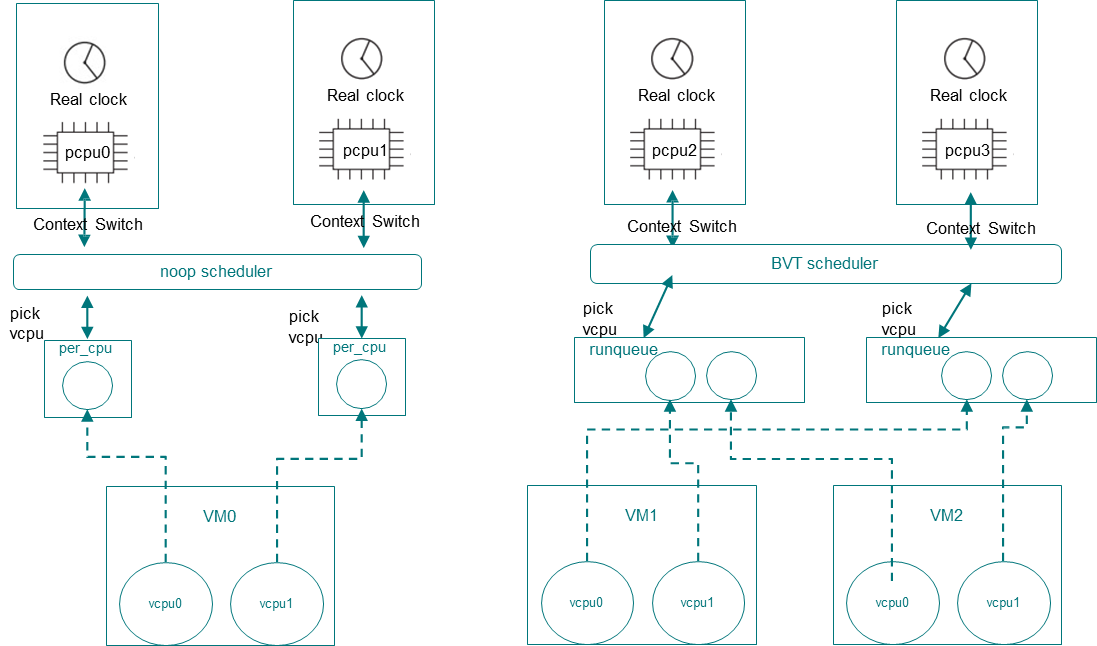 Real clock
Real clock
Real clock
Real clock
pcpu0
pcpu1
pcpu2
pcpu3
Context Switch
Context Switch
Context Switch
Context Switch
noop scheduler
BVT scheduler
pick
vcpu
pick
vcpu
pick
vcpu
pick
vcpu
per_cpu
per_cpu
runqueue
runqueue
VM0
VM1
VM2
vcpu0
vcpu1
vcpu0
vcpu1
vcpu0
vcpu1